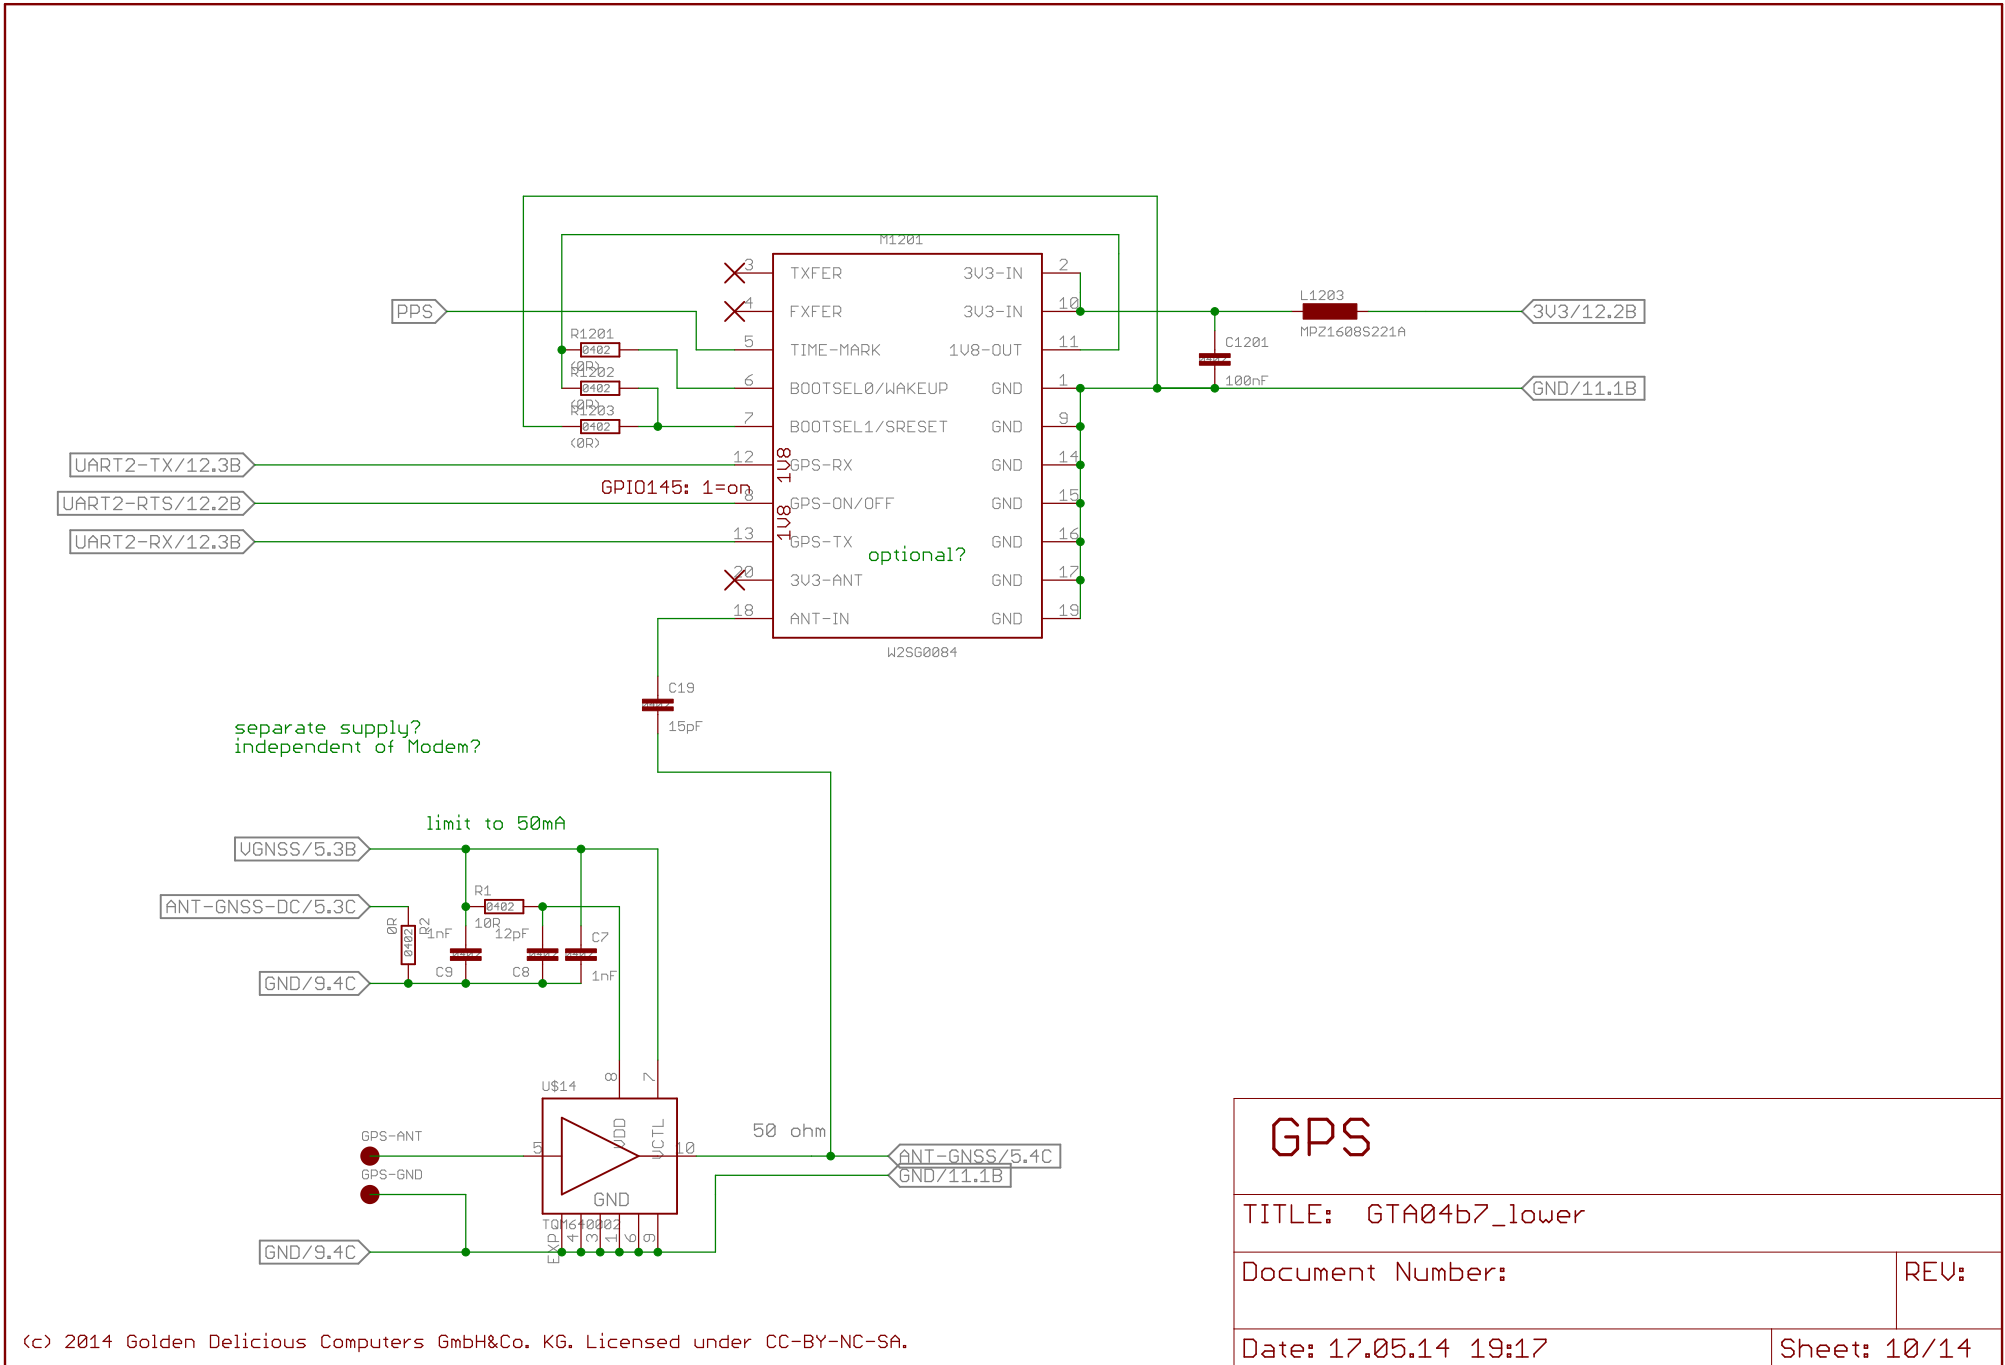 M1201
3 TXFER
3V3-IN 2
PPS
4 FXFER
3V3-IN 10
L1203
MPZ1608S221A
3V3/12.2B
R1201
0402
(0R)
5 TIME-MARK
1V8-OUT 11
C1201
100nF
R1202
0402
(0R)
6 BOOTSEL0/WAKEUP
GND 1
GND/11.1B
R1203
0402
(0R)
7 BOOTSEL1/SRESET
GND 9
UART2-TX/12.3B
12 GPS-RX
1V8
GND 14
GPIO145: 1=on
UART2-RTS/12.2B
8 GPS-ON/OFF
1V8
GND 15
UART2-RX/12.3B
13 GPS-TX
GND 16
optional?
20 3V3-ANT
GND 17
18 ANT-IN
GND 19
W2SG0084
C19
15pF
separate supply?
independent of Modem?
limit to 50mA
VGNSS/5.3B
ANT-GNSS-DC/5.3C
R1
0402
10R
0R
0402
R2
1nF
C9
12pF
C8
C7
1nF
GND/9.4C
U$14
8
7
VDD
VCTL
GPS-ANT
5
10
50 ohm
ANT-GNSS/5.4C
GPS-GND
GND/11.1B
GND
TQM640002
EXP
4
3
1
6
9
GND/9.4C
GPS
TITLE: GTA04b7_lower
Document Number:
REV:
Date: 17.05.14 19:17
Sheet: 10/14
(c) 2014 Golden Delicious Computers GmbH&Co. KG. Licensed under CC-BY-NC-SA.